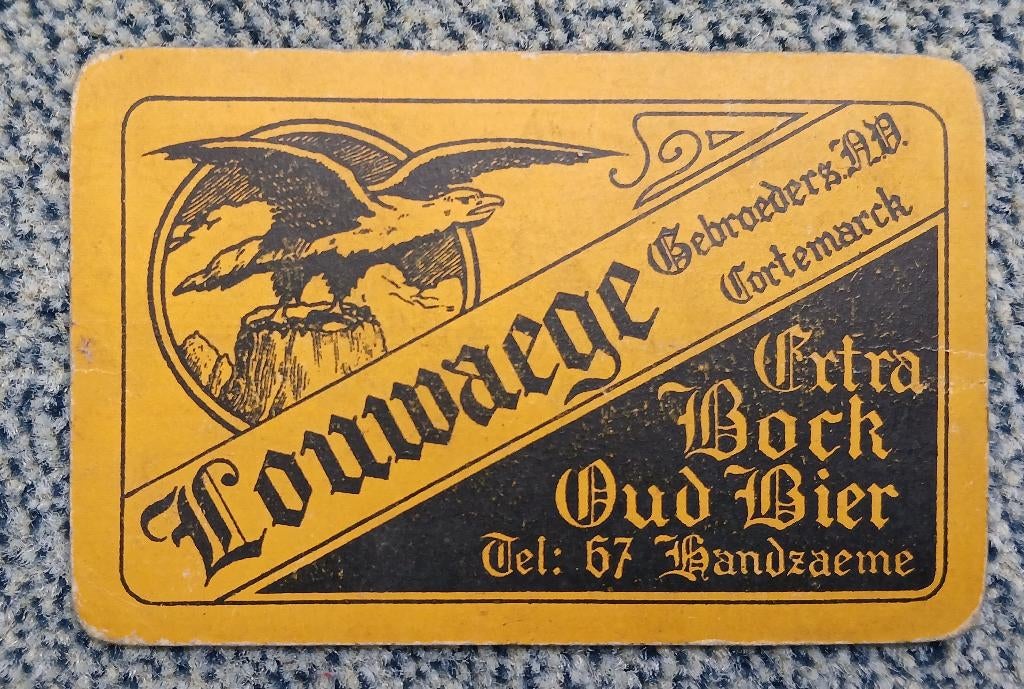 Louwaege
Gebroeders.N.V.
Cortemarck
Extra
Bock
Oud Bier
Tel: 67 Handzaeme